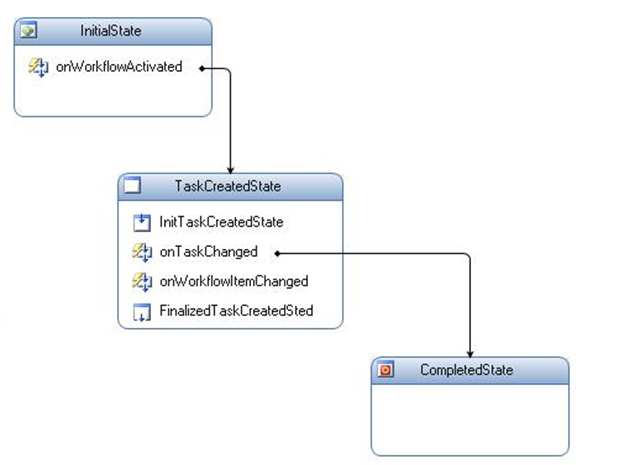 InitialState
onWorkflowActivated
TaskCreatedState
InitTaskCreatedState
onTaskChanged
onWorkflowItemChanged
FinalizedTaskCreatedSted
CompletedState